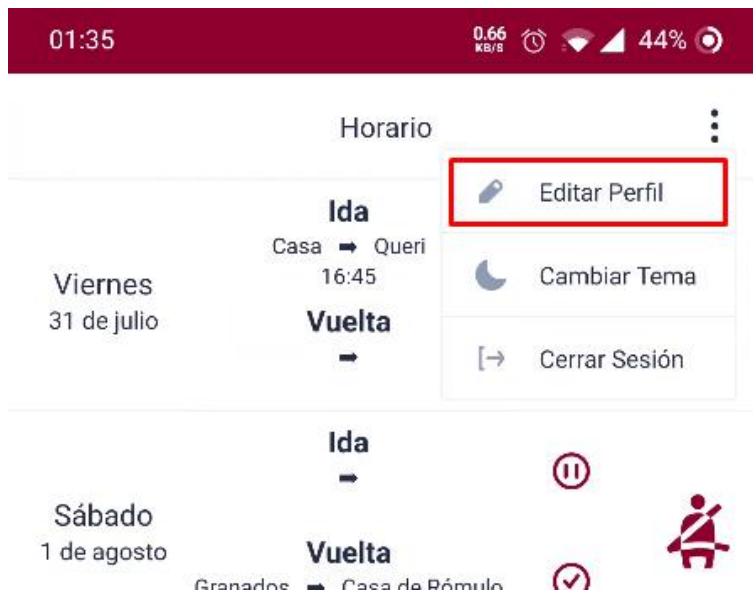 01:35
0.66 KB/S
44%
Horario
Editar Perfil
Cambiar Tema
Cerrar Sesión
Viernes
31 de julio
Ida
Casa ➡ Queri
16:45
Vuelta
➡
Sábado
1 de agosto
Ida
➡
Vuelta
Granados ➡ Casa de Rómulo